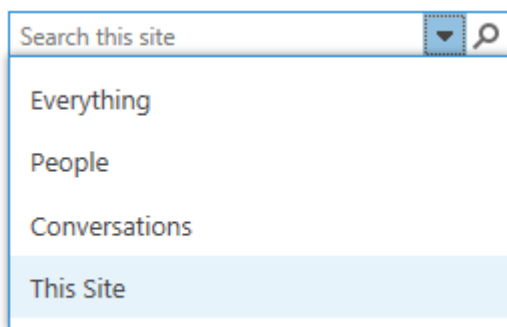 Search this site
Everything
People
Conversations
This Site